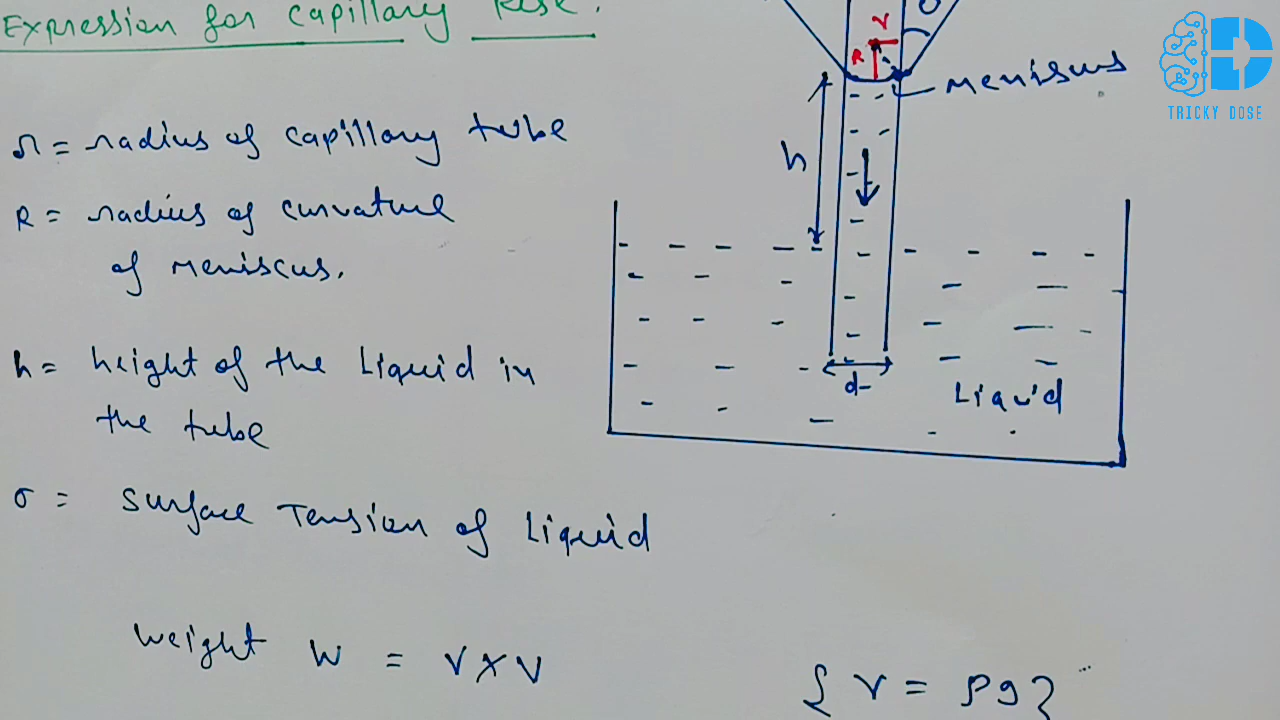 Expression for Capillary Rise.
r = radius of capillary tube
R = radius of curvature
of meniscus.
h = height of the Liquid in
the tube
σ = Surface Tension of Liquid
Weight W = γ × V
{ γ = ρg }
r
R
θ
menisus
h
d
Liquid
TRICKY DOSE